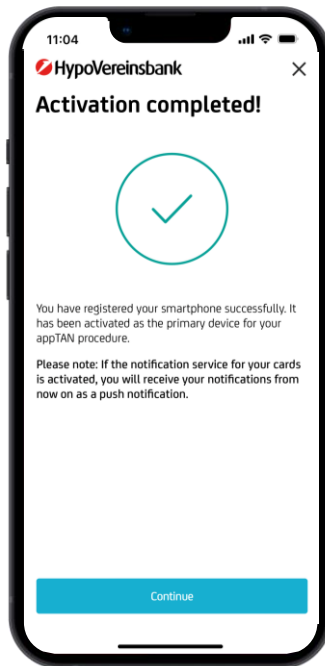 11:04
HypoVereinsbank
Activation completed!
You have registered your smartphone successfully. It
has been activated as the primary device for your
appTAN procedure.
Please note: If the notification service for your cards
is activated, you will receive your notifications from
now on as a push notification.
Continue